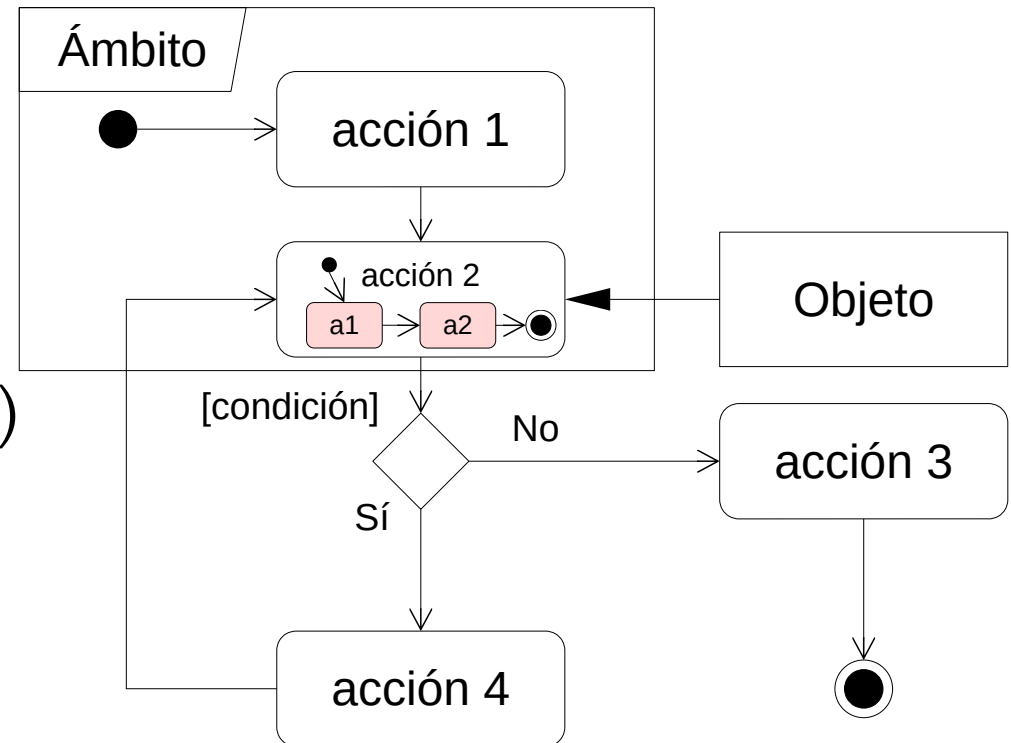 Ámbito
acción 1
acción 2
a1
a2
Objeto
)
[condición]
No
acción 3
Sí
acción 4